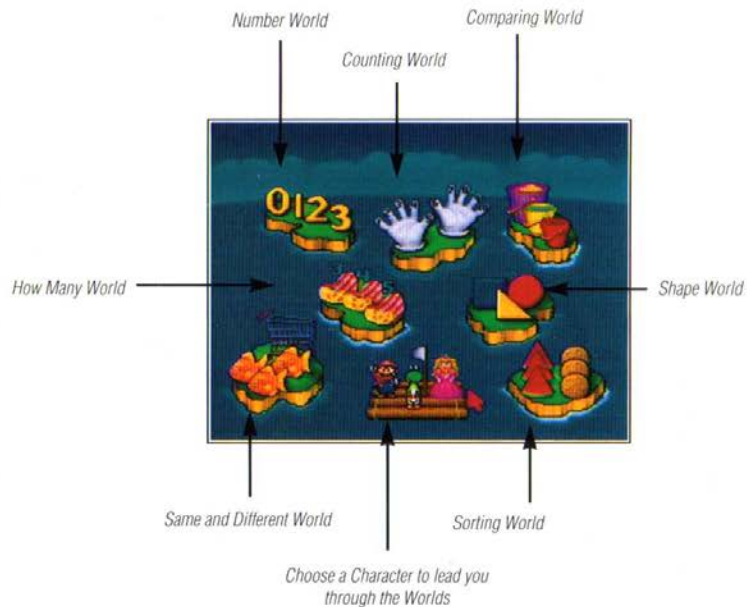 Number World
Comparing World
Counting World
0123
How Many World
Shape World
Same and Different World
Sorting World
Choose a Character to lead you
through the Worlds